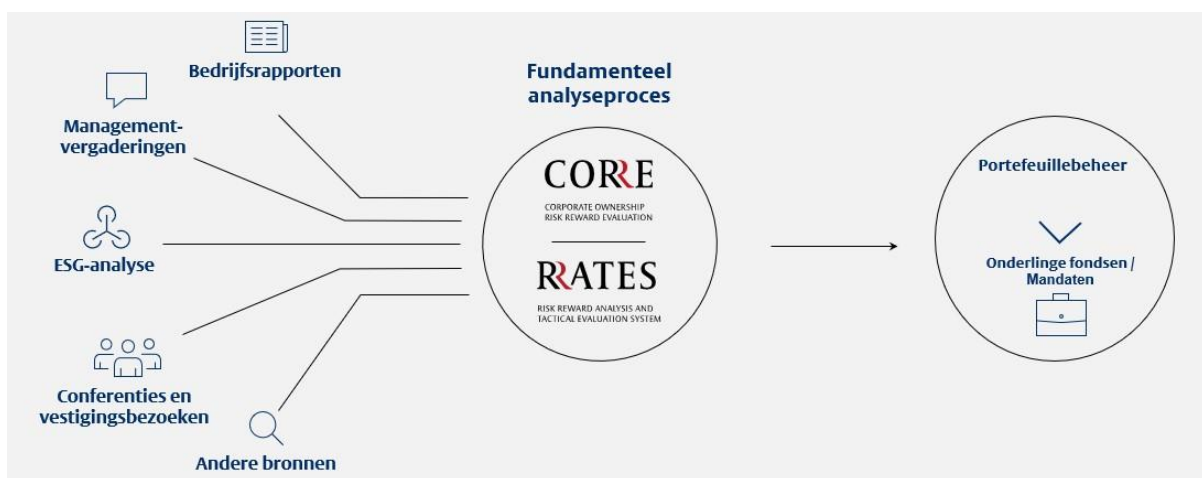 Bedrijfsrapporten
Management-
vergaderingen
ESG-analyse
Conferenties en
vestigingsbezoeken
Andere bronnen
Fundamenteel
analyseproces
CORRE
CORPORATE OWNERSHIP
RISK REWARD EVALUATION
RRATES
RISK REWARD ANALYSIS AND
TACTICAL EVALUATION SYSTEM
Portefeuillebeheer
Onderlinge fondsen /
Mandaten